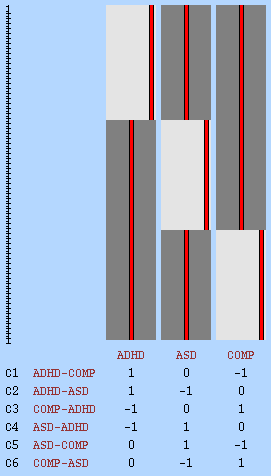 1
ADHD ASD COMP
C1 ADHD-COMP 1 0 -1
C2 ADHD-ASD 1 -1 0
C3 COMP-ADHD -1 0 1
C4 ASD-ADHD -1 1 0
C5 ASD-COMP 0 1 -1
C6 COMP-ASD 0 -1 1